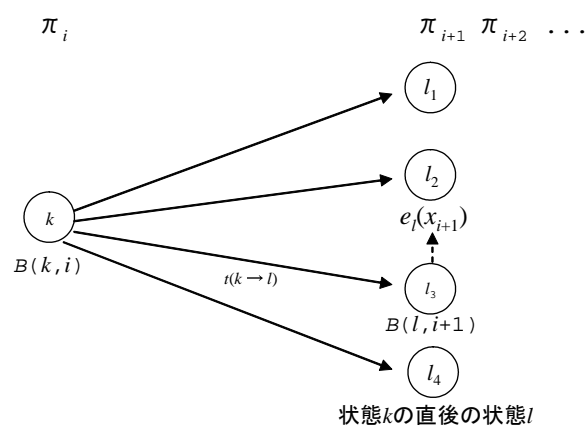 π_i π_{i+1} π_{i+2} ...
l_1
l_2
k
e_l(x_{i+1})
B(k,i)
t(k → l)
l_3
B(l,i+1)
l_4
状態kの直後の状態l